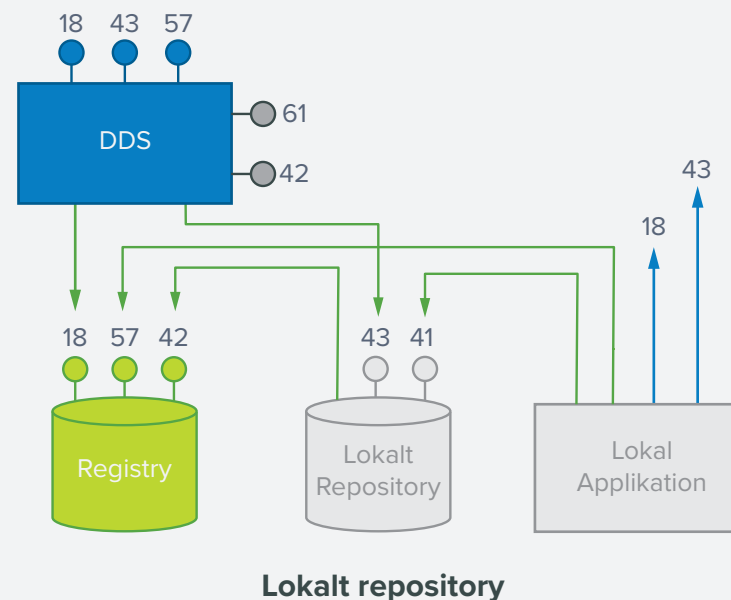 18 43 57
DDS
61
42
43
18
18 57 42
43 41
Registry
Lokalt
Repository
Lokal
Applikation
Lokalt repository